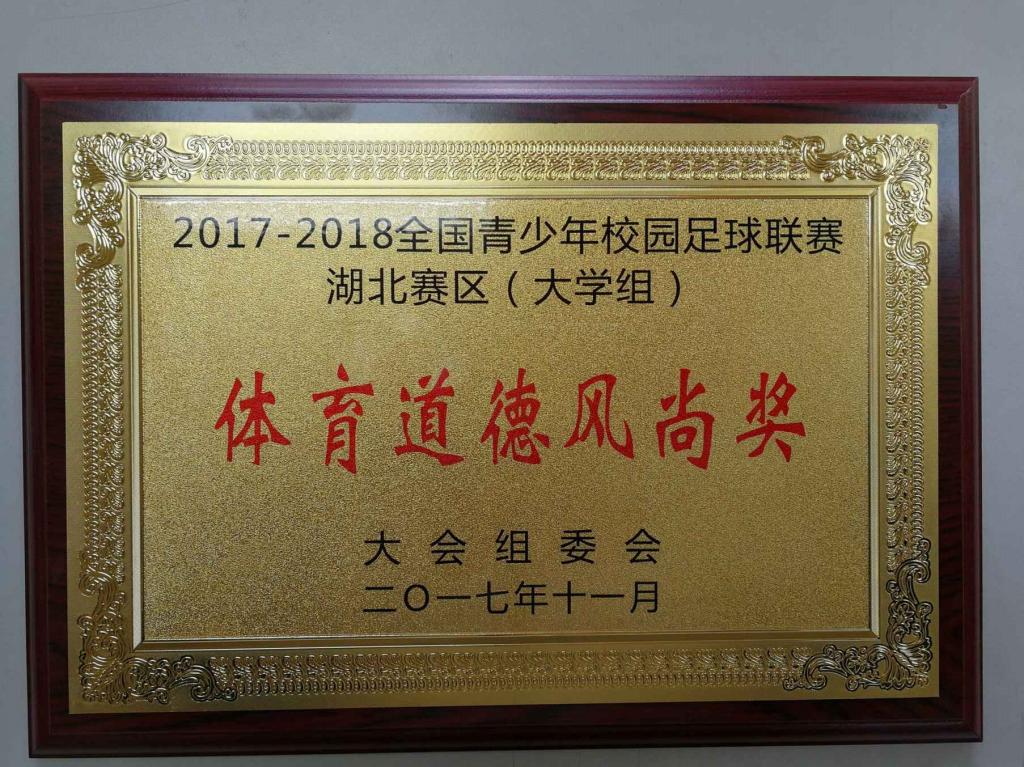 2017-2018全国青少年校园足球联赛
湖北赛区（大学组）
体育道德风尚奖
大会组委会
二〇一七年十一月